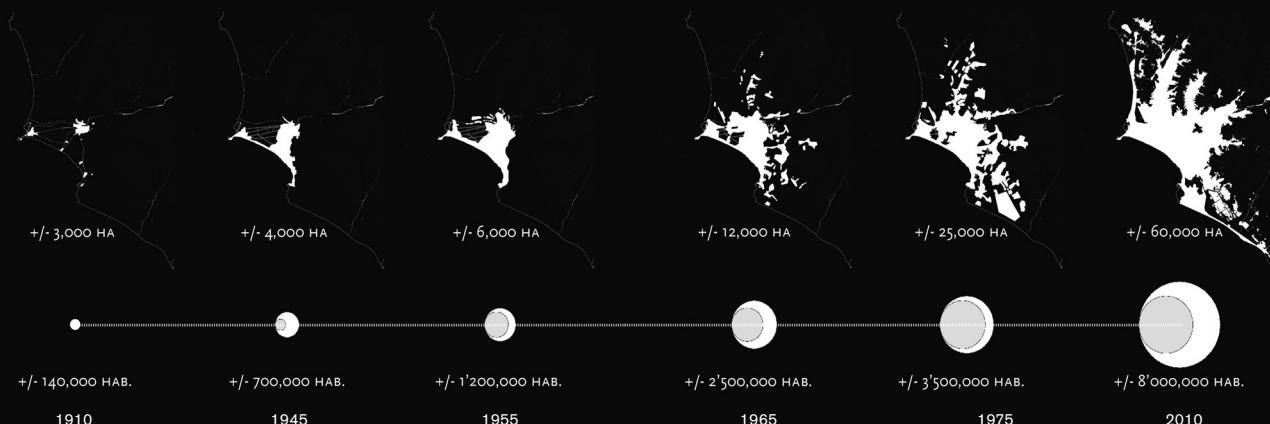 +/- 3,000 HA
+/- 4,000 HA
+/- 6,000 HA
+/- 12,000 HA
+/- 25,000 HA
+/- 60,000 HA
+/- 140,000 HAB.
+/- 700,000 HAB.
+/- 1'200,000 HAB.
+/- 2'500,000 HAB.
+/- 3'500,000 HAB.
+/- 8'000,000 HAB.
1910
1945
1955
1965
1975
2010